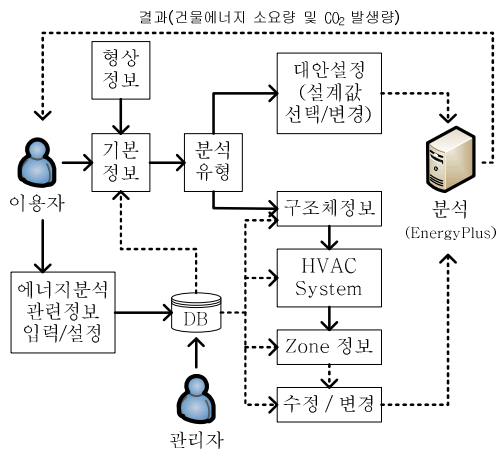 결과(건물에너지 소요량 및 CO₂ 발생량)
형상
정보
대안설정
(설계값
선택/변경)
기본
정보
분석
유형
이용자
분석
(EnergyPlus)
구조체정보
HVAC
System
에너지분석
관련정보
입력/설정
DB
Zone 정보
수정 / 변경
관리자